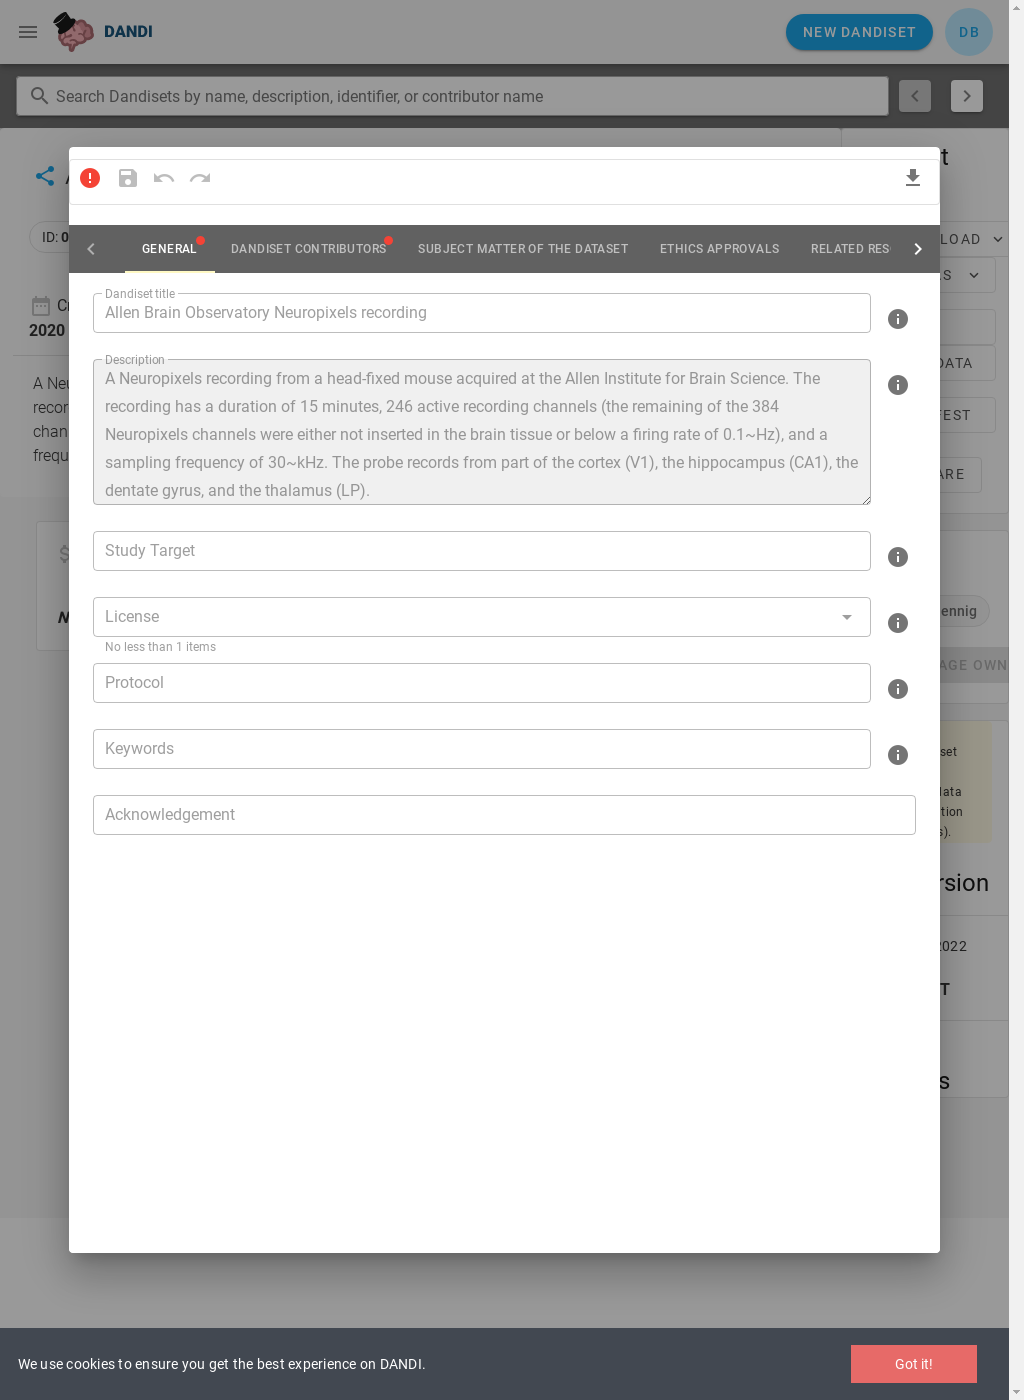 DANDI
NEW DANDISET
DB
Search Dandisets by name, description, identifier, or contributor name
ID: 0
2020
GENERAL
DANDISET CONTRIBUTORS
SUBJECT MATTER OF THE DATASET
ETHICS APPROVALS
RELATED RES
Dandiset title
Allen Brain Observatory Neuropixels recording
Description
A Neuropixels recording from a head-fixed mouse acquired at the Allen Institute for Brain Science. The
recording has a duration of 15 minutes, 246 active recording channels (the remaining of the 384
Neuropixels channels were either not inserted in the brain tissue or below a firing rate of 0.1~Hz), and a
sampling frequency of 30~kHz. The probe records from part of the cortex (V1), the hippocampus (CA1), the
dentate gyrus, and the thalamus (LP).
Study Target
License
No less than 1 items
Protocol
Keywords
Acknowledgement
A Neu
recor
chan
frequ
LOAD
S
DATA
FEST
ARE
ennig
AGE OWN
set
data
tion
s).
rsion
2022
T
s
We use cookies to ensure you get the best experience on DANDI.
Got it!